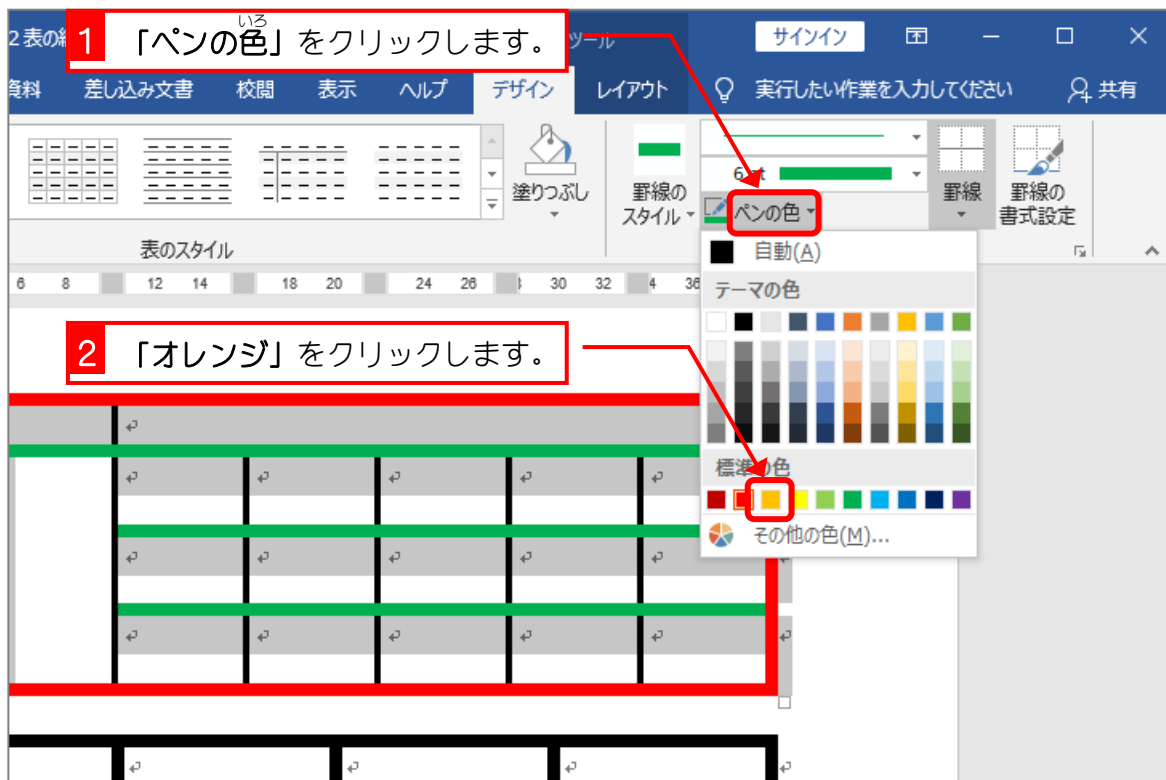 2 表の
1 「ペンの色」をクリックします。
いろ
ール
サインイン
資料 差し込み文書 校閲 表示 ヘルプ デザイン レイアウト 実行したい作業を入力してください 共有
塗りつぶし
罫線の
スタイル
6 pt
ペンの色
罫線
罫線の
書式設定
表のスタイル
自動(A)
テーマの色
標準の色
その他の色(M)...
6 8 12 14 18 20 24 26 30 32 4 36
2 「オレンジ」をクリックします。